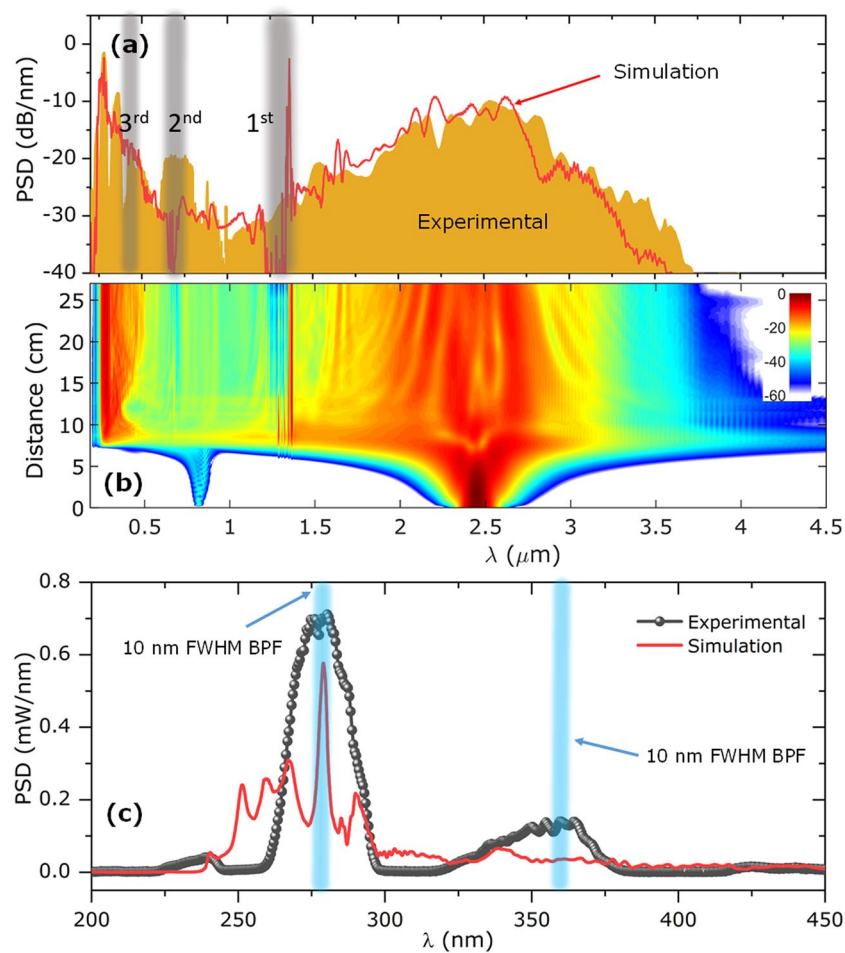 (a)
Simulation
3rd
2nd
1st
Experimental
0
-10
-20
-30
-40
PSD (dB/nm)
0
-20
-40
-60
25
20
15
10
5
0
Distance (cm)
(b)
0.5 1 1.5 2 2.5 3 3.5 4 4.5
λ (μm)
0.8
0.6
0.4
0.2
0.0
PSD (mW/nm)
10 nm FWHM BPF
Experimental
Simulation
10 nm FWHM BPF
(c)
200 250 300 350 400 450
λ (nm)